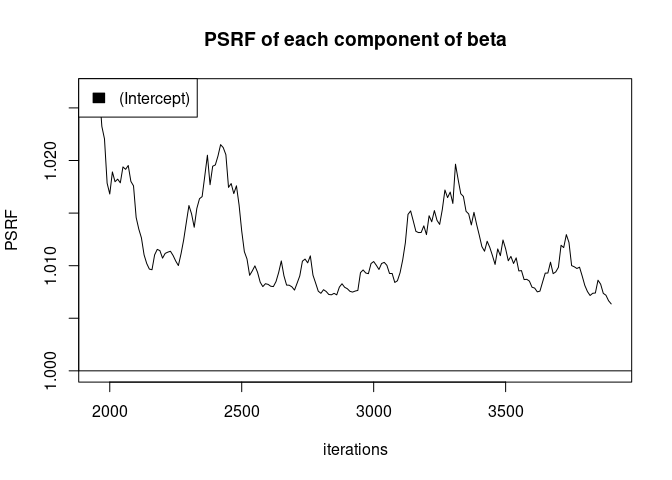 PSRF of each component of beta
(Intercept)
1.020
1.010
1.000
PSRF
2000 2500 3000 3500
iterations